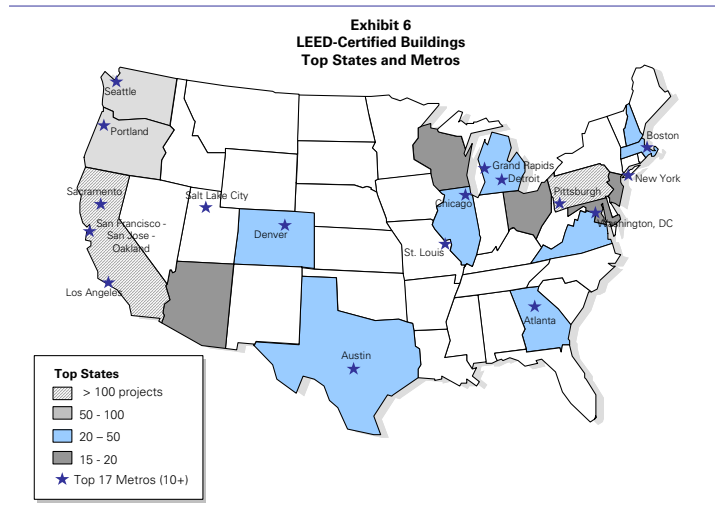 Exhibit 6
LEED-Certified Buildings
Top States and Metros
Seattle
Portland
Sacramento
San Francisco -
San Jose -
Oakland
Los Angeles
Salt Lake City
Denver
Austin
St. Louis
Chicago
Grand Rapids
Detroit
Pittsburgh
Boston
New York
Washington, DC
Atlanta
Top States
> 100 projects
50 - 100
20 – 50
15 - 20
Top 17 Metros (10+)